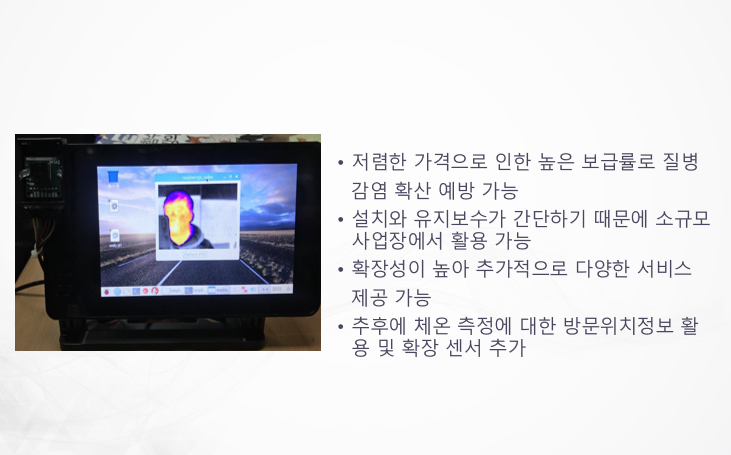 • 저렴한 가격으로 인한 높은 보급률로 질병
감염 확산 예방 가능
• 설치와 유지보수가 간단하기 때문에 소규모
사업장에서 활용 가능
• 확장성이 높아 추가적으로 다양한 서비스
제공 가능
• 추후에 체온 측정에 대한 방문위치정보 활
용 및 확장 센서 추가